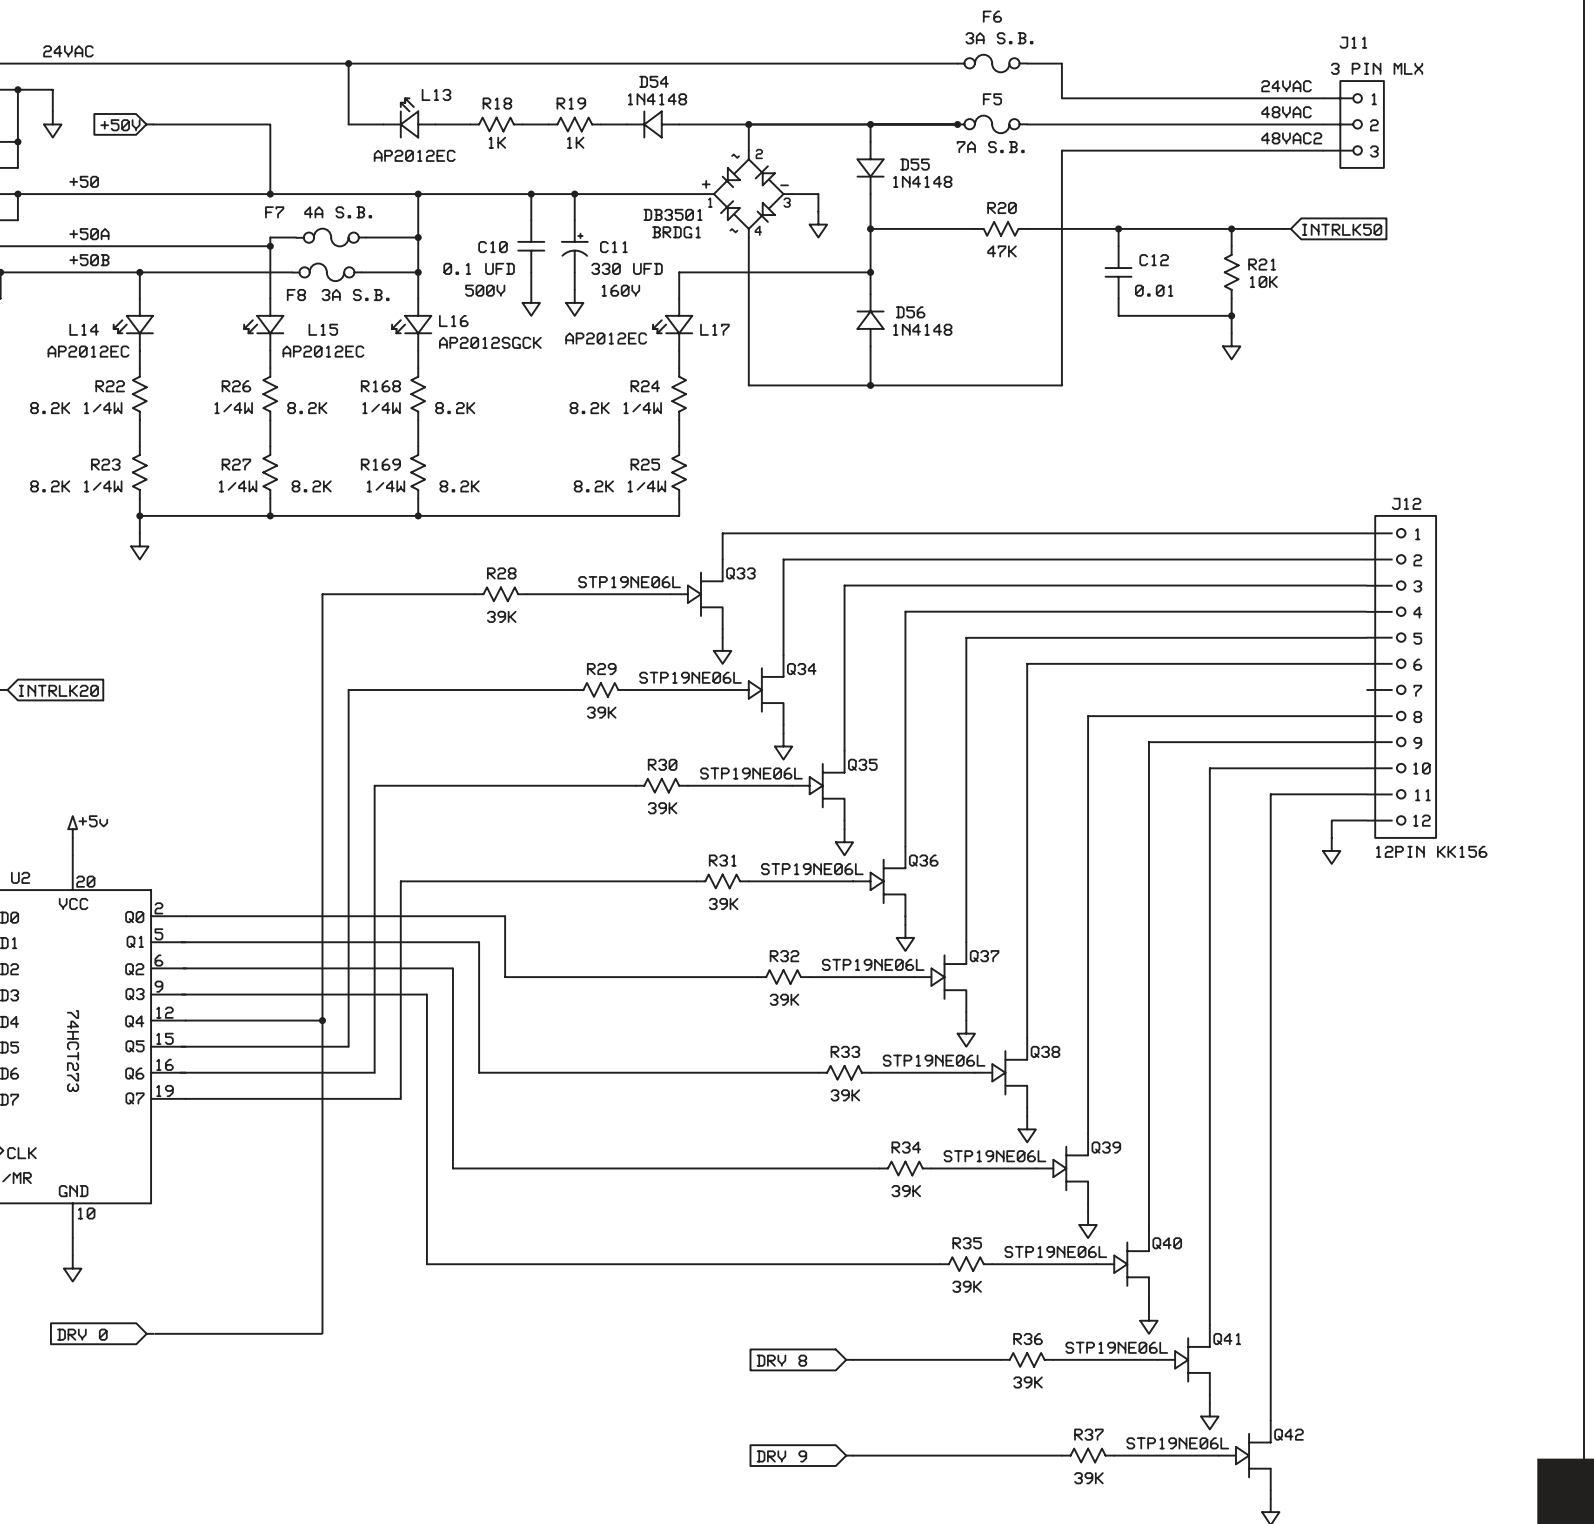 F6
3A S.B.
24VAC
J11
3 PIN MLX
L13
R18
R19
D54
1N4148
F5
24VAC
1
+50V
48VAC
2
AP2012EC
1K
1K
7A S.B.
48VAC2
3
~
2
D55
1N4148
+50
+
1
-
3
F7 4A S.B.
DB3501
BRDG1
~
4
R20
47K
INTRLK50
+50A
C10
0.1 UFD
500V
+
C11
330 UFD
160V
+50B
F8 3A S.B.
C12
0.01
R21
10K
L14
AP2012EC
L15
AP2012EC
L16
AP2012SGCK
AP2012EC
L17
D56
1N4148
R22
8.2K 1/4W
R26
1/4W 8.2K
R168
1/4W 8.2K
R24
8.2K 1/4W
R23
8.2K 1/4W
R27
1/4W 8.2K
R169
1/4W 8.2K
R25
8.2K 1/4W
J12
1
2
3
4
5
6
7
8
9
10
11
12
12PIN KK156
R28
39K
STP19NE06L
Q33
R29
39K
STP19NE06L
Q34
INTRLK20
R30
39K
STP19NE06L
Q35
R31
39K
STP19NE06L
Q36
+5v
U2
20
VCC
D0
Q0
2
D1
Q1
5
D2
Q2
6
D3
Q3
9
D4
Q4
12
D5
Q5
15
D6
Q6
16
D7
Q7
19
74HCT273
CLK
/MR
GND
10
R32
39K
STP19NE06L
Q37
R33
39K
STP19NE06L
Q38
R34
39K
STP19NE06L
Q39
R35
39K
STP19NE06L
Q40
DRV 0
DRV 8
R36
39K
STP19NE06L
Q41
DRV 9
R37
39K
STP19NE06L
Q42